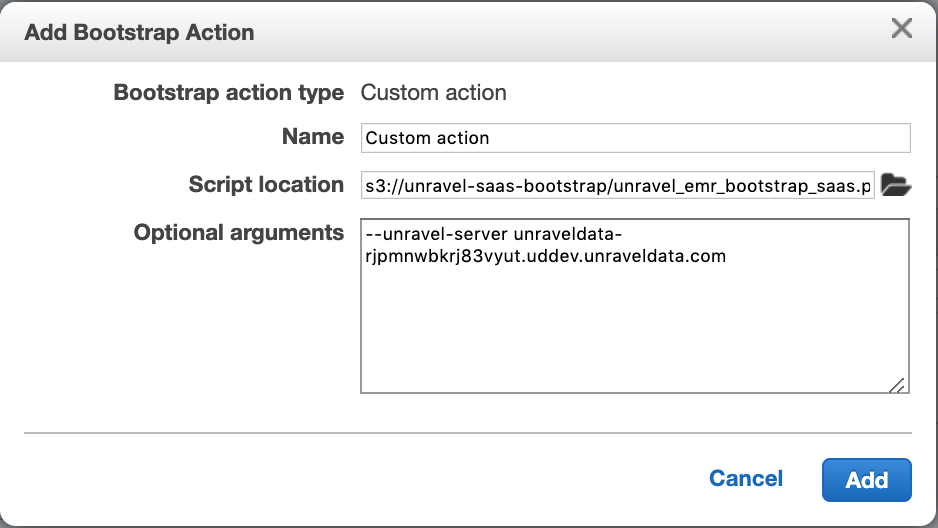 Add Bootstrap Action
Bootstrap action type Custom action
Name Custom action
Script location s3://unravel-saas-bootstrap/unravel_emr_bootstrap_saas.p
Optional arguments --unravel-server unraveldata-
rjpmnwbkrj83vyut.uddev.unraveldata.com
Cancel Add